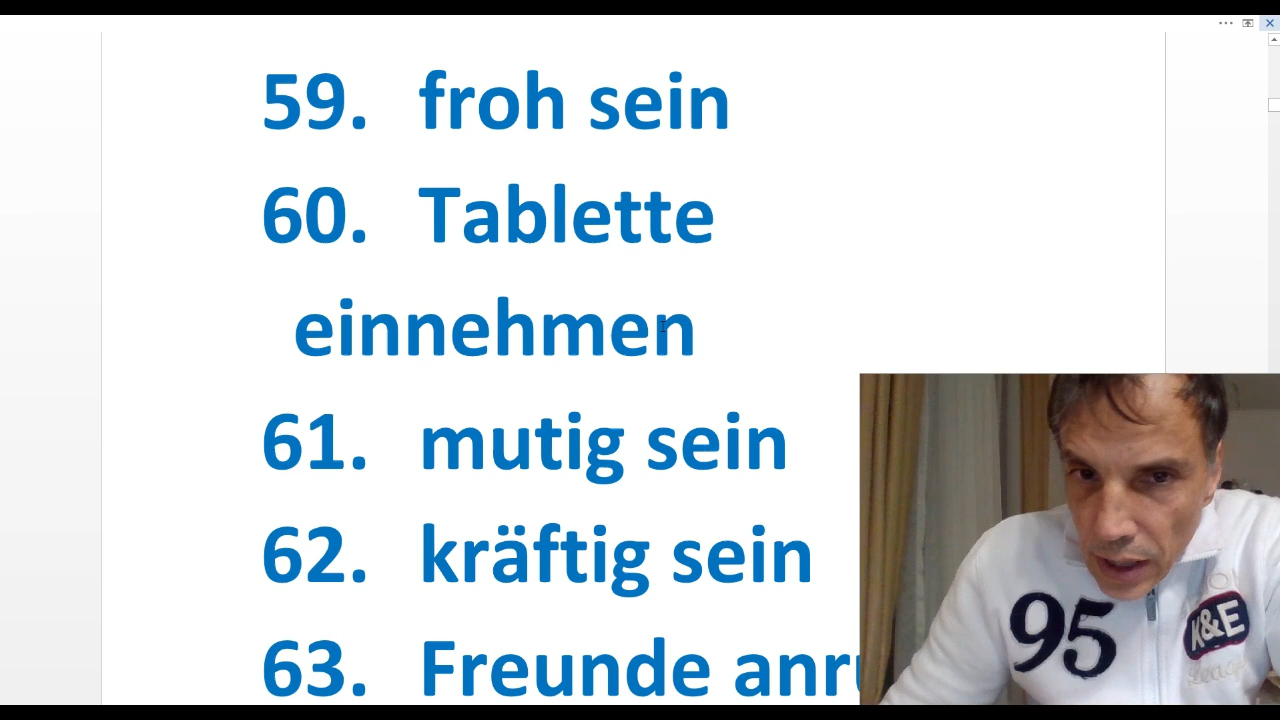 59. froh sein
60. Tablette
einnehmen
61. mutig sein
62. kräftig sein
63. Freunde
95
K&E